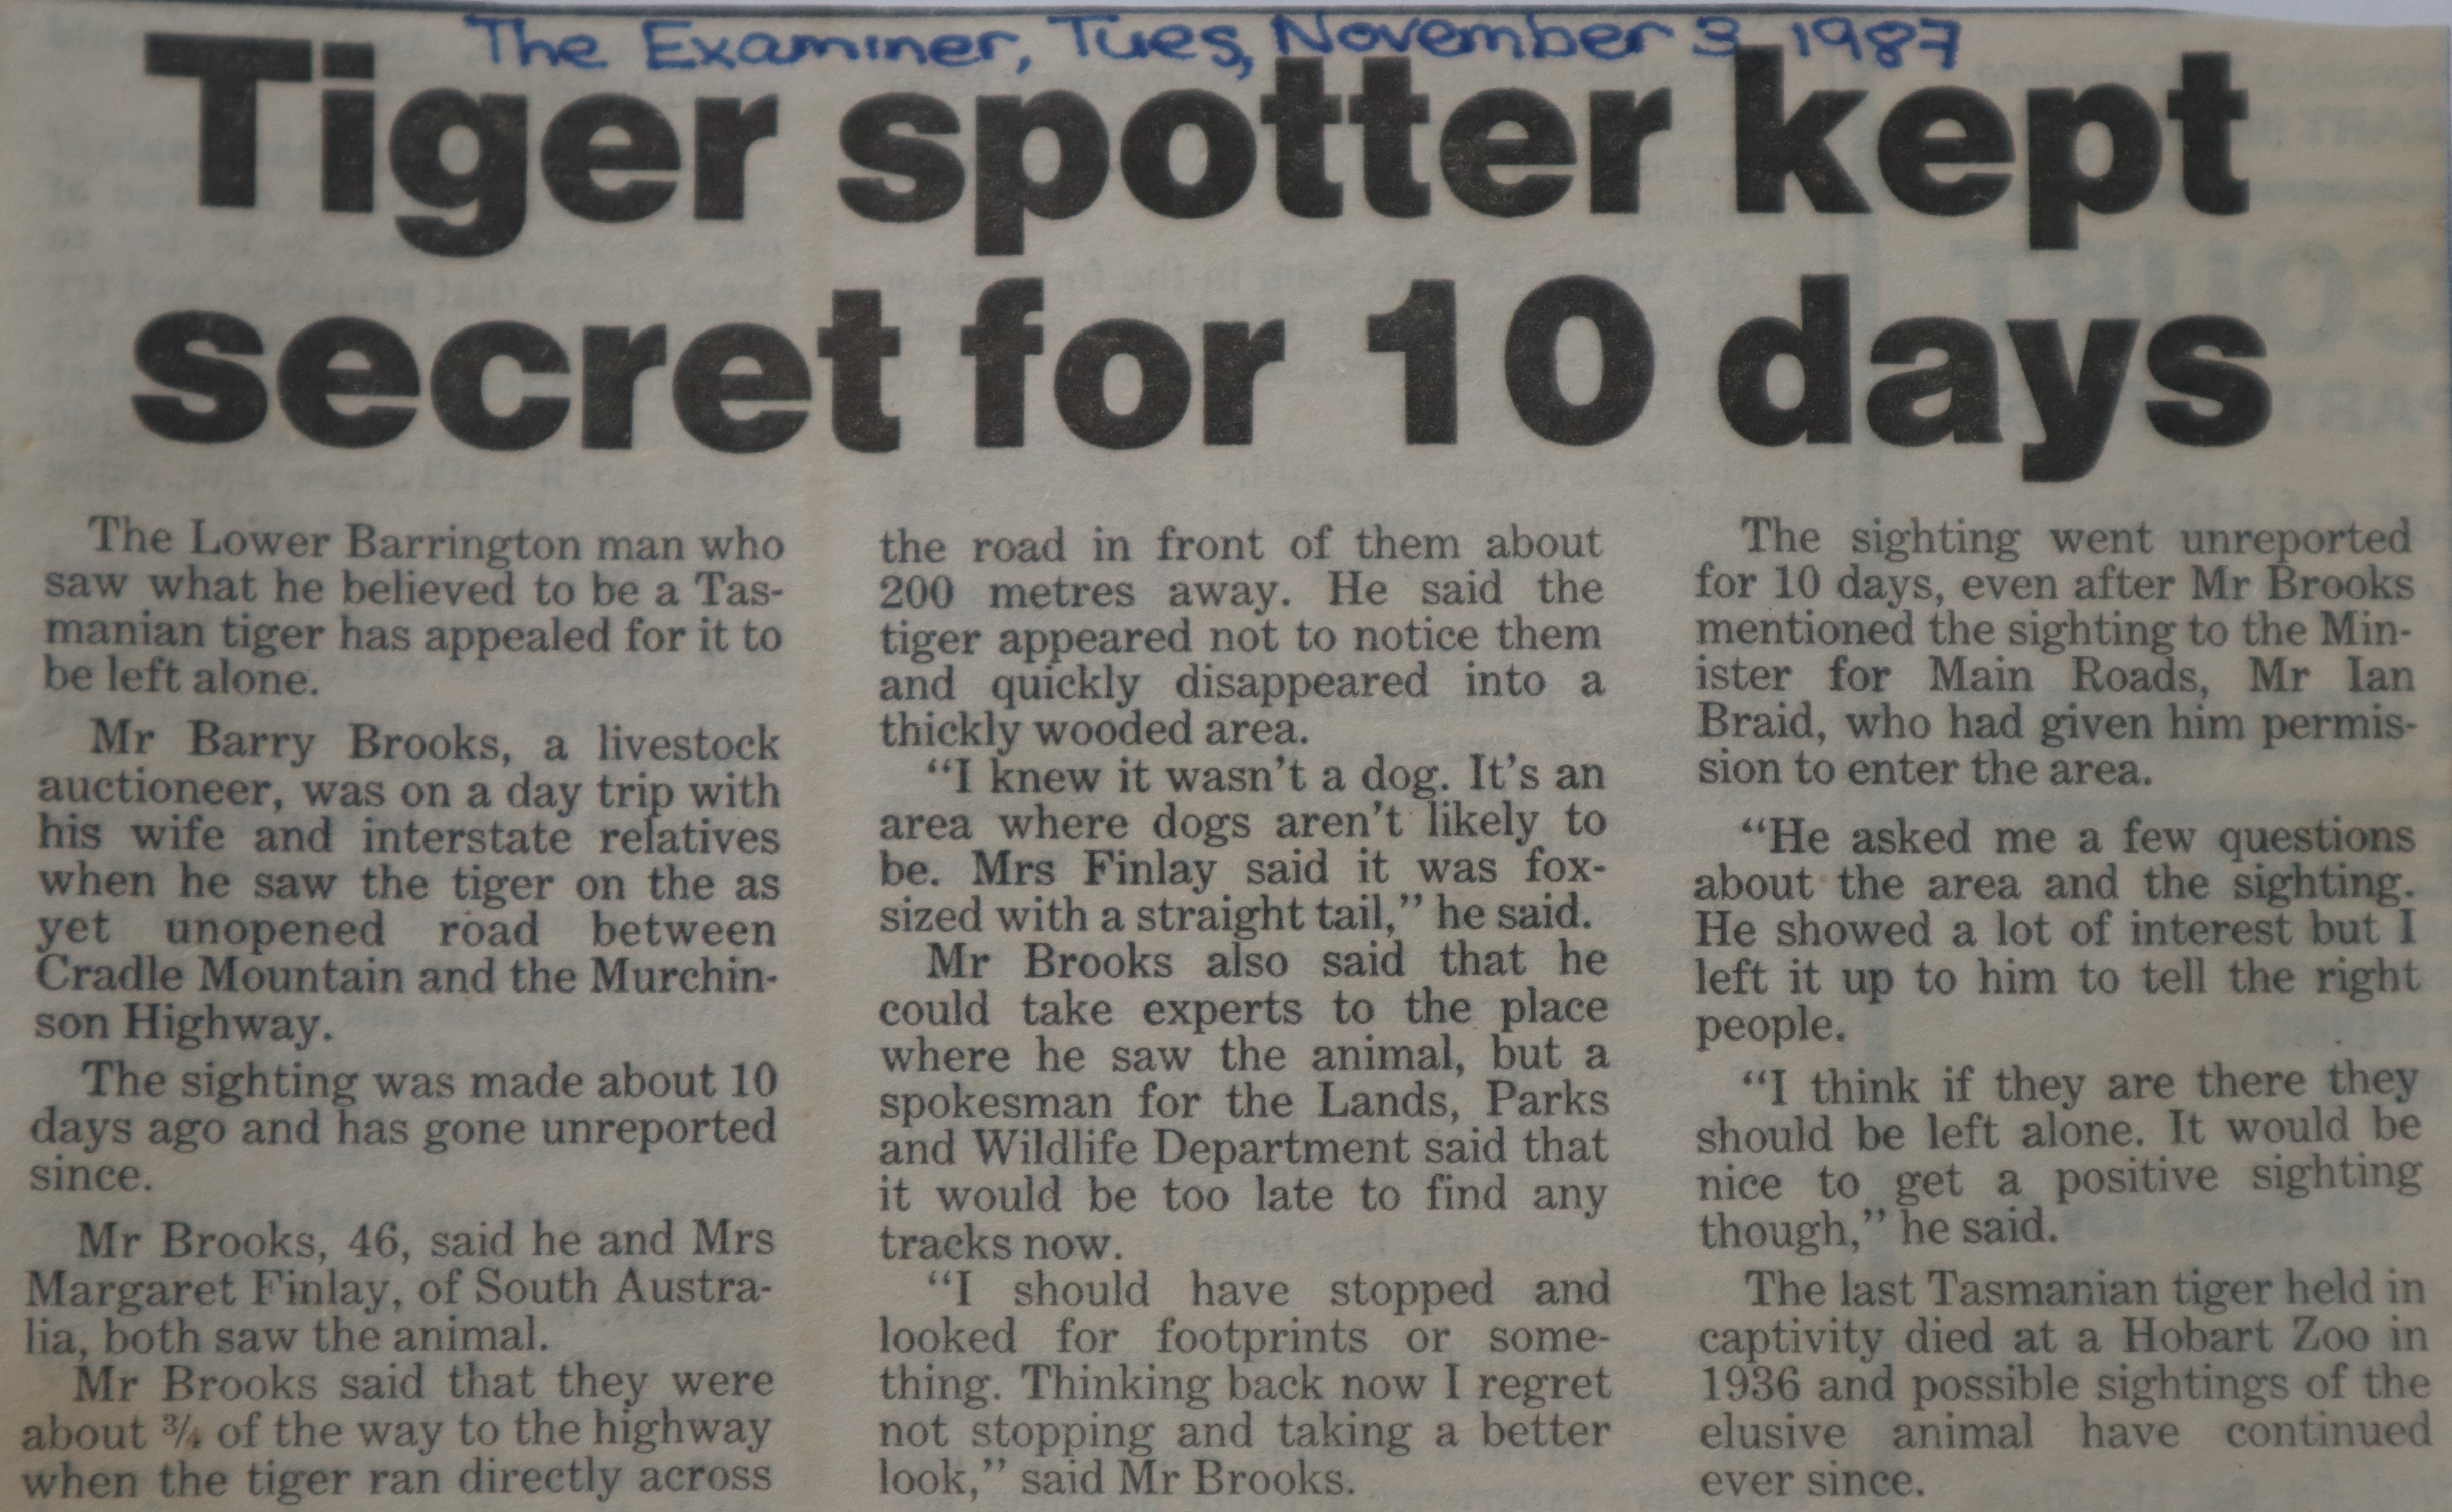 The Examiner, Tues, November 3 1987
Tiger spotter kept
secret for 10 days
The Lower Barrington man who
saw what he believed to be a Tas-
manian tiger has appealed for it to
be left alone.
Mr Barry Brooks, a livestock
auctioneer, was on a day trip with
his wife and interstate relatives
when he saw the tiger on the as
yet unopened road between
Cradle Mountain and the Murchin-
son Highway.
The sighting was made about 10
days ago and has gone unreported
since.
Mr Brooks, 46, said he and Mrs
Margaret Finlay, of South Austra-
lia, both saw the animal.
Mr Brooks said that they were
about ¾ of the way to the highway
when the tiger ran directly across
the road in front of them about
200 metres away. He said the
tiger appeared not to notice them
and quickly disappeared into a
thickly wooded area.
“I knew it wasn't a dog. It's an
area where dogs aren't likely to
be. Mrs Finlay said it was fox-
sized with a straight tail,” he said.
Mr Brooks also said that he
could take experts to the place
where he saw the animal, but a
spokesman for the Lands, Parks
and Wildlife Department said that
it would be too late to find any
tracks now.
“I should have stopped and
looked for footprints or some-
thing. Thinking back now I regret
not stopping and taking a better
look,” said Mr Brooks.
The sighting went unreported
for 10 days, even after Mr Brooks
mentioned the sighting to the Min-
ister for Main Roads, Mr Ian
Braid, who had given him permis-
sion to enter the area.
“He asked me a few questions
about the area and the sighting.
He showed a lot of interest but I
left it up to him to tell the right
people.
“I think if they are there they
should be left alone. It would be
nice to get a positive sighting
though,” he said.
The last Tasmanian tiger held in
captivity died at a Hobart Zoo in
1936 and possible sightings of the
elusive animal have continued
ever since.